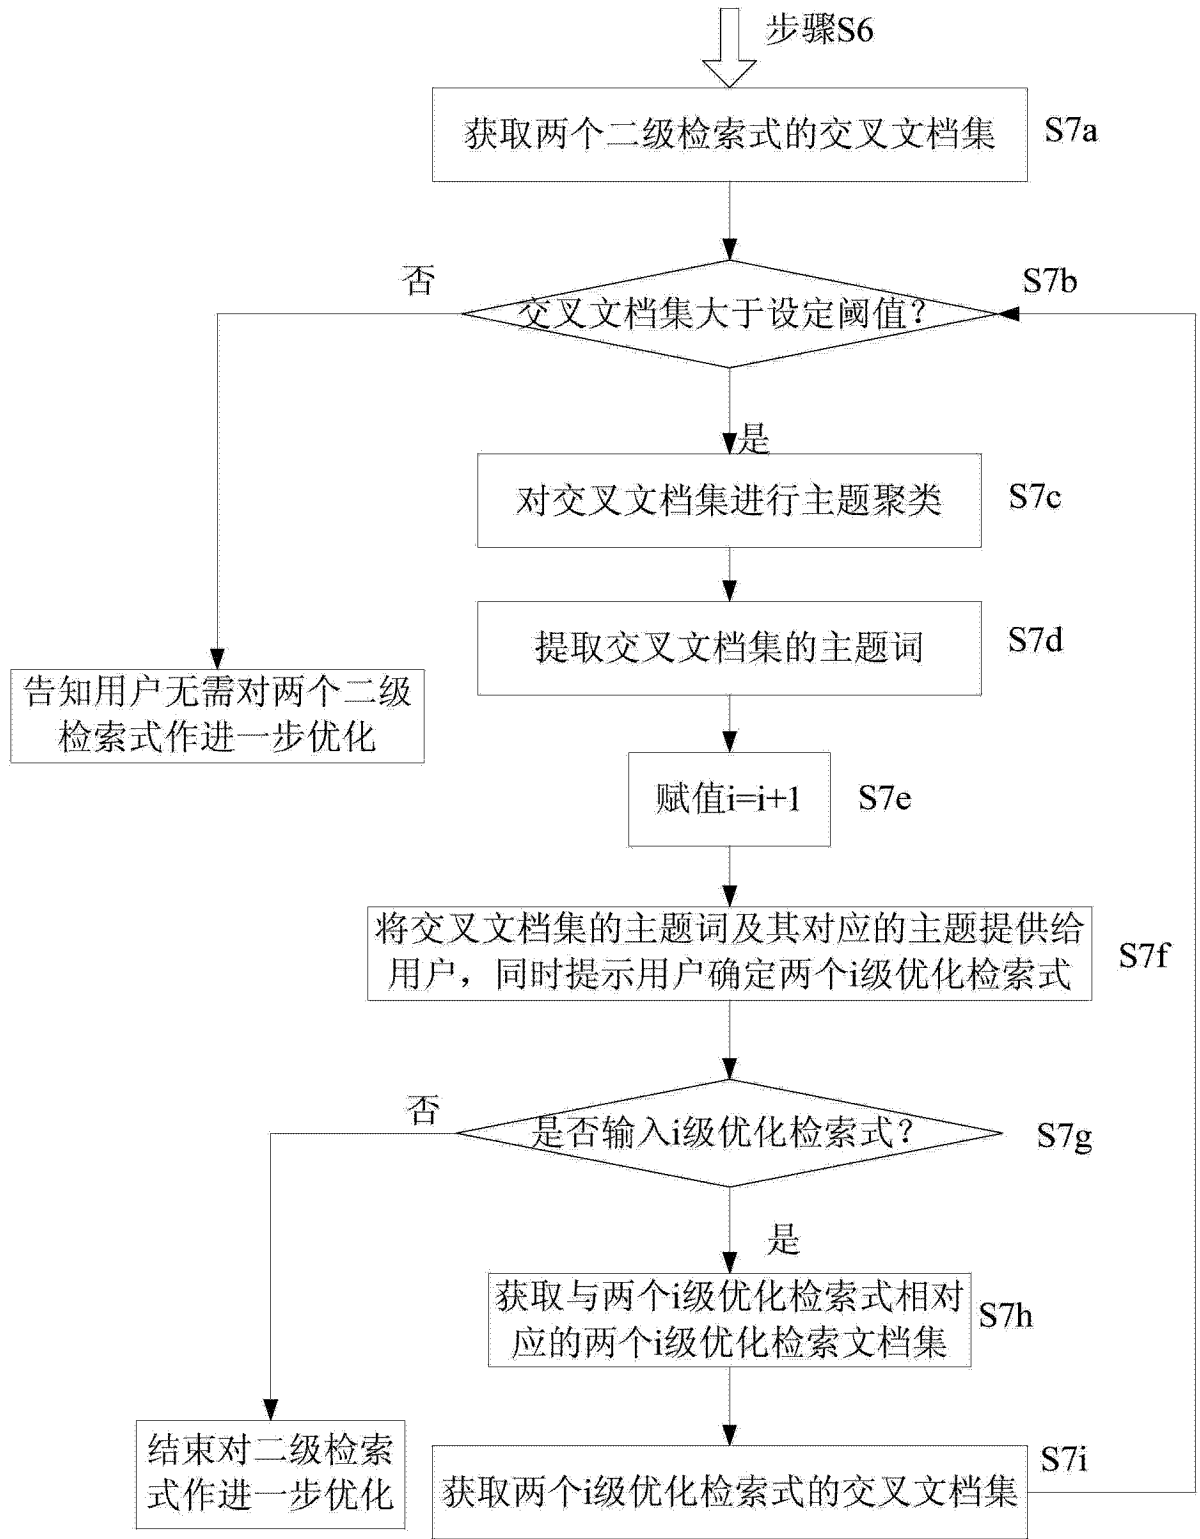 步骤S6
获取两个二级检索式的交叉文档集
S7a
否
S7b
交叉文档集大于设定阈值？
是
对交叉文档集进行主题聚类
S7c
提取交叉文档集的主题词
S7d
告知用户无需对两个二级
检索式作进一步优化
赋值i=i+1
S7e
将交叉文档集的主题词及其对应的主题提供给
用户，同时提示用户确定两个i级优化检索式
S7f
否
是否输入i级优化检索式？
S7g
是
获取与两个i级优化检索式相对
应的两个i级优化检索文档集
S7h
结束对二级检索
式作进一步优化
获取两个i级优化检索式的交叉文档集
S7i